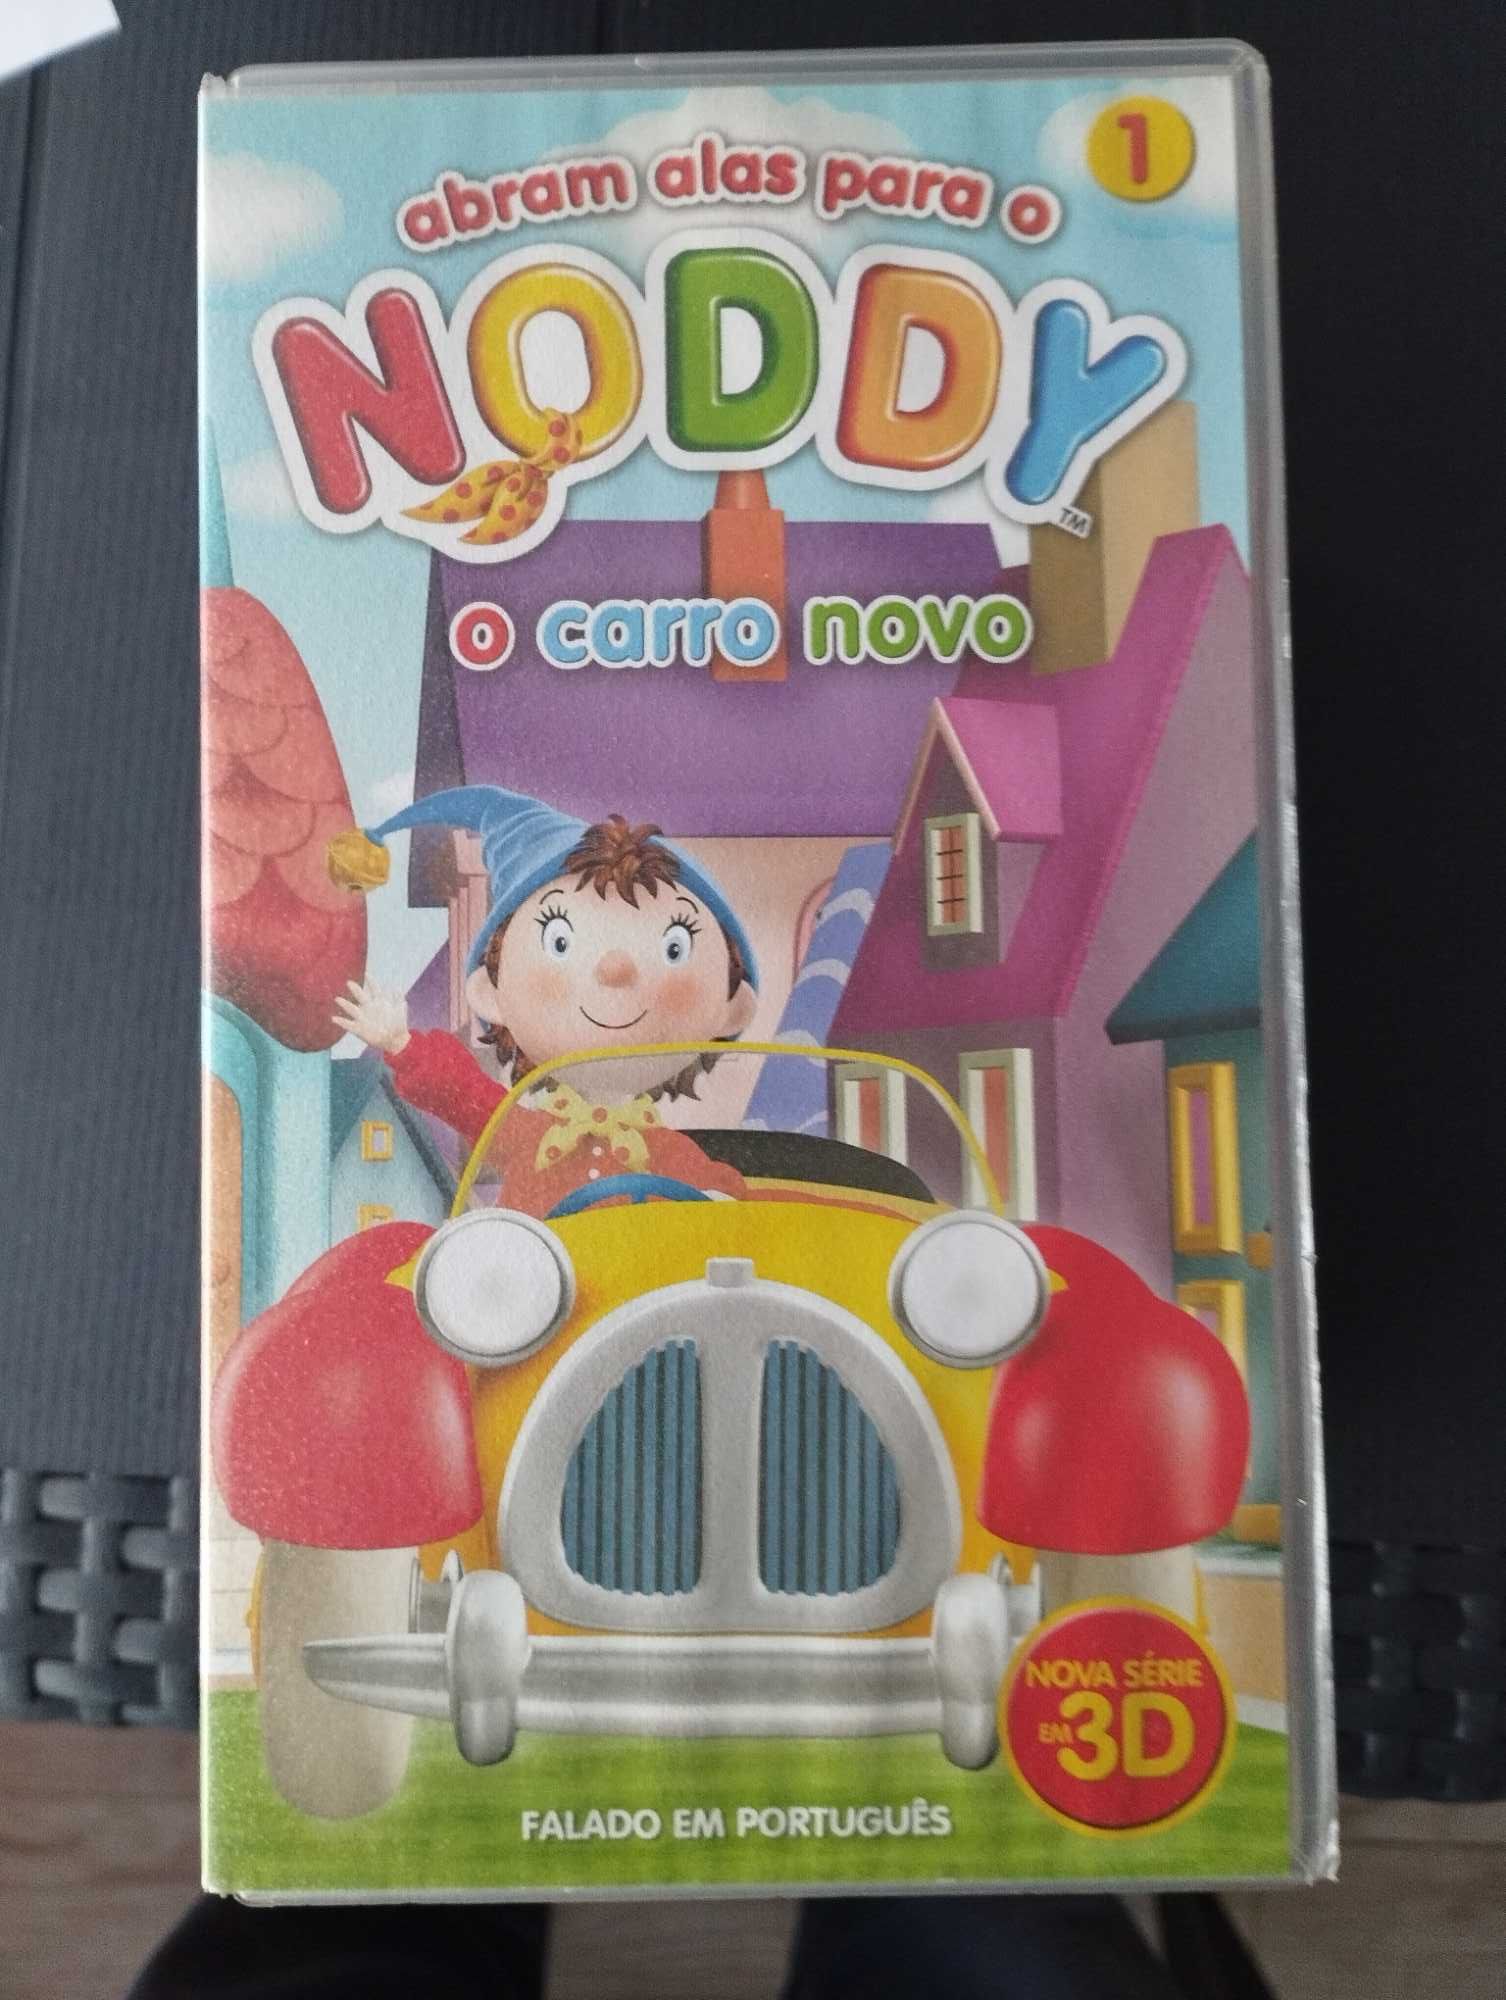 1
abram alas para o
NODDY
TM
o carro novo
NOVA SÉRIE
EM 3D
FALADO EM PORTUGUÊS